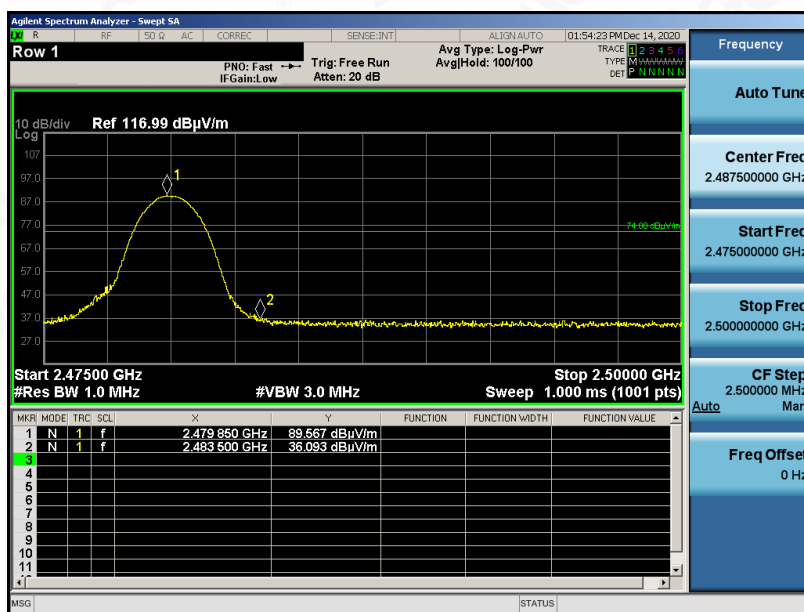 Agilent Spectrum Analyzer - Swept SA
LXI R RF 50 Ω AC CORREC SENSE:INT ALIGN AUTO 01:54:23 PM Dec 14, 2020
Row 1
Avg Type: Log-Pwr
TRACE 1 2 3 4 5 6
PNO: Fast Trig: Free Run Avg|Hold: 100/100
TYPE M WWWWW
IFGain:Low Atten: 20 dB
DET P N N N N N
Frequency
Auto Tune
10 dB/div Ref 116.99 dBµV/m
Log
107
97.0
87.0
77.0
67.0
57.0
47.0
37.0
27.0
1
2
74.00 dBµV/m
Center Freq
2.487500000 GHz
Start Freq
2.475000000 GHz
Stop Freq
2.500000000 GHz
CF Step
2.500000 MHz
Auto Man
Freq Offset
0 Hz
Start 2.47500 GHz Stop 2.50000 GHz
#Res BW 1.0 MHz #VBW 3.0 MHz Sweep 1.000 ms (1001 pts)
MKR MODE TRC SCL X Y FUNCTION FUNCTION WIDTH FUNCTION VALUE
1 N 1 f 2.479 850 GHz 89.567 dBµV/m
2 N 1 f 2.483 500 GHz 36.093 dBµV/m
3
4
5
6
7
8
9
10
11
MSG STATUS